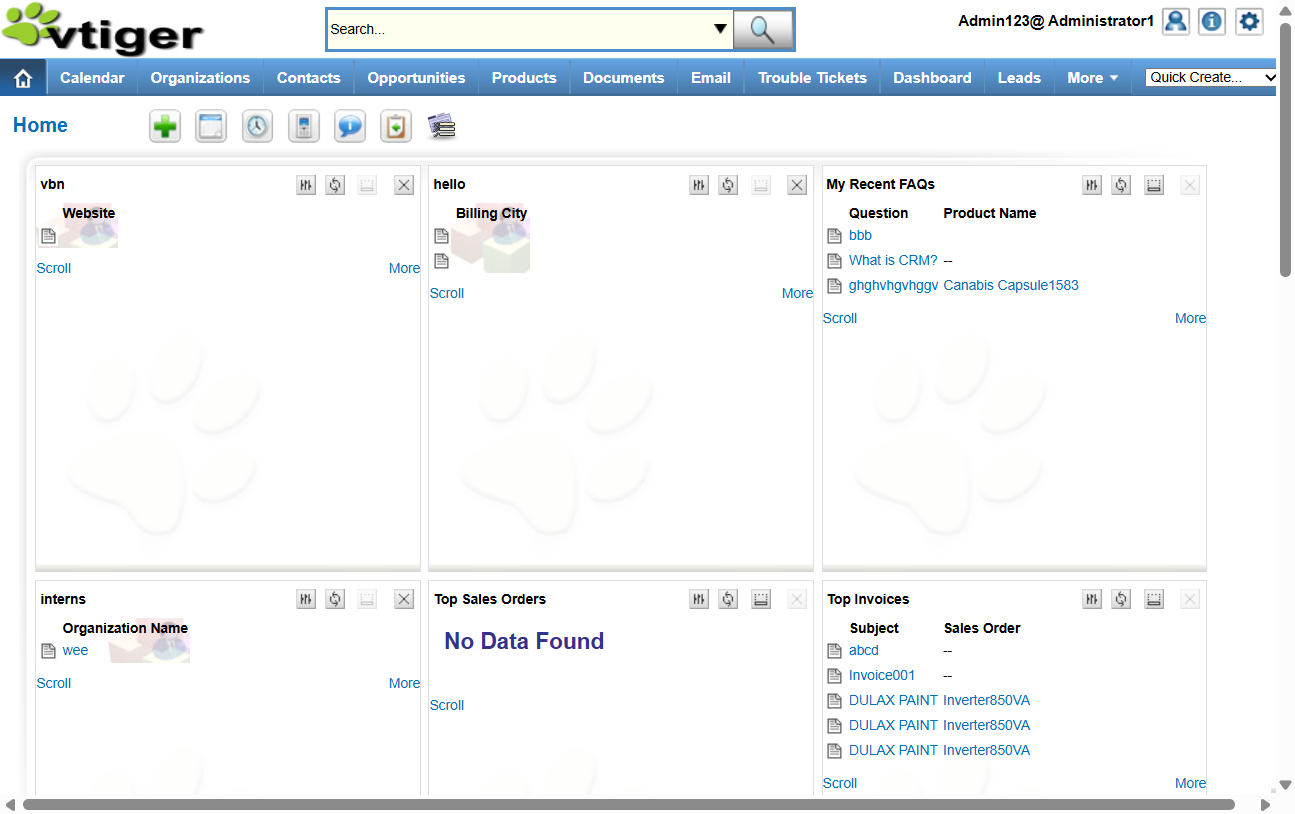 vtiger
Search...
Admin123@ Administrator1
Calendar Organizations Contacts Opportunities Products Documents Email Trouble Tickets Dashboard Leads More Quick Create...
Home
vbn
Website
Scroll More
hello
Billing City
Scroll More
My Recent FAQs
Question Product Name
bbb
What is CRM? --
ghghvhgvhggv Canabis Capsule1583
Scroll More
interns
Organization Name
wee
Scroll More
Top Sales Orders
No Data Found
Scroll
Top Invoices
Subject Sales Order
abcd --
Invoice001 --
DULAX PAINT Inverter850VA
DULAX PAINT Inverter850VA
DULAX PAINT Inverter850VA
Scroll More